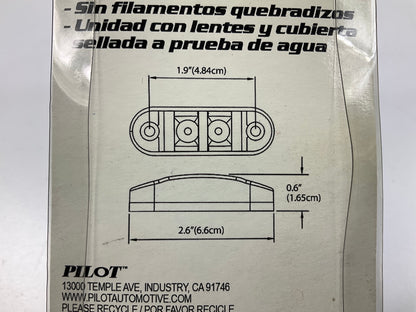 - Sin filamentos quebradizos
- Unidad con lentes y cubierta
sellada a prueba de agua
1.9"(4.84cm)
0.6"
(1.65cm)
2.6"(6.6cm)
PILOT™
13000 TEMPLE AVE, INDUSTRY, CA 91746
WWW.PILOTAUTOMOTIVE.COM
PLEASE RECYCLE / POR FAVOR RECICLE